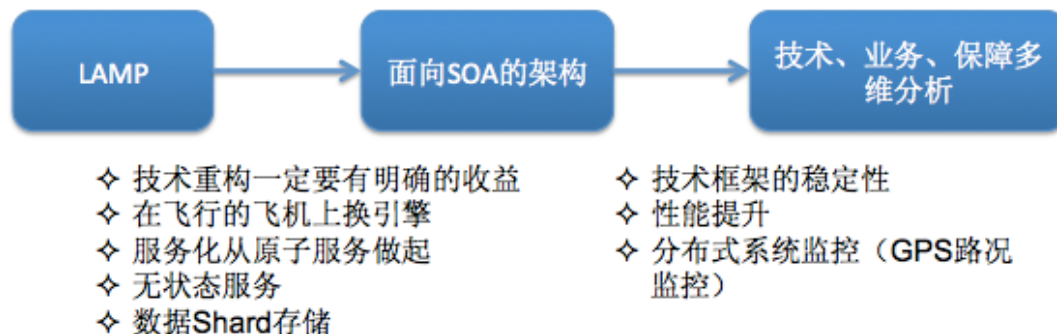 LAMP
面向SOA的架构
技术、业务、保障多
维分析
✧ 技术重构一定要有明确的收益
✧ 在飞行的飞机上换引擎
✧ 服务化从原子服务做起
✧ 无状态服务
✧ 数据Shard存储
✧ 技术框架的稳定性
✧ 性能提升
✧ 分布式系统监控（GPS路况
监控）